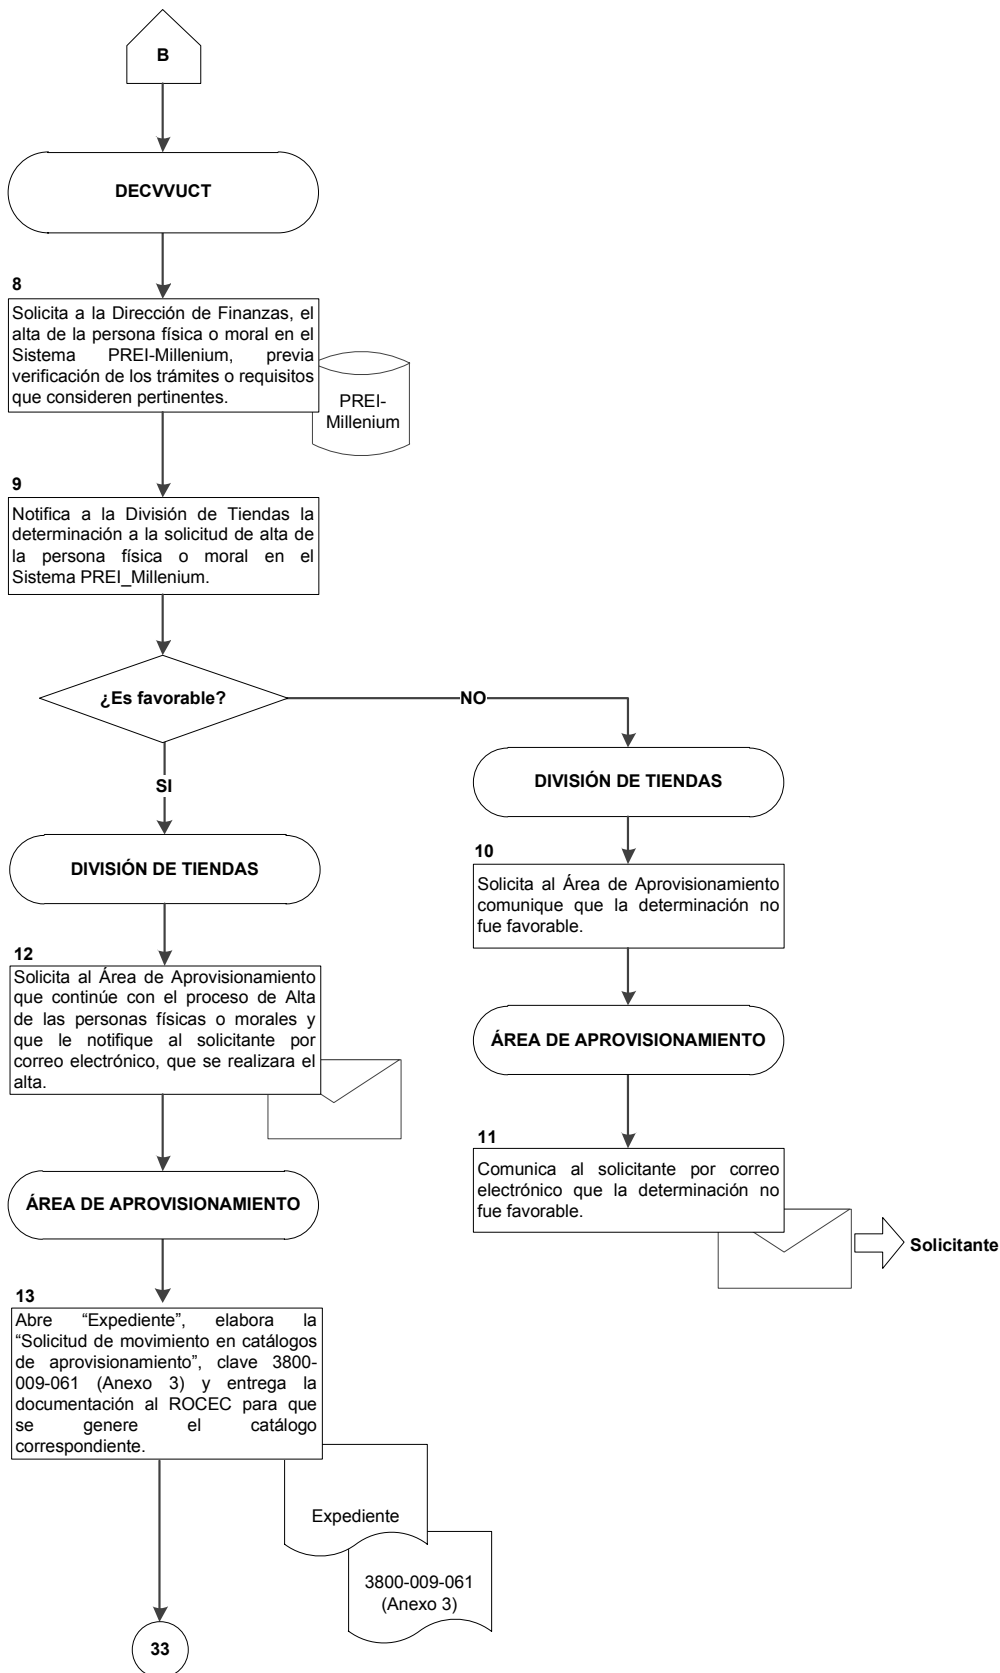 B
DECVVUCT
8
Solicita a la Dirección de Finanzas, el
alta de la persona física o moral en el
Sistema PREI-Millenium, previa
verificación de los trámites o requisitos
que consideren pertinentes.
PREI-
Millenium
9
Notifica a la División de Tiendas la
determinación a la solicitud de alta de
la persona física o moral en el
Sistema PREI_Millenium.
¿Es favorable?
NO
SI
DIVISIÓN DE TIENDAS
10
Solicita al Área de Aprovisionamiento
comunique que la determinación no
fue favorable.
ÁREA DE APROVISIONAMIENTO
11
Comunica al solicitante por correo
electrónico que la determinación no
fue favorable.
Solicitante
DIVISIÓN DE TIENDAS
12
Solicita al Área de Aprovisionamiento
que continúe con el proceso de Alta
de las personas físicas o morales y
que le notifique al solicitante por
correo electrónico, que se realizara el
alta.
ÁREA DE APROVISIONAMIENTO
13
Abre “Expediente”, elabora la
“Solicitud de movimiento en catálogos
de aprovisionamiento”, clave 3800-
009-061 (Anexo 3) y entrega la
documentación al ROCEC para que
se genere el catálogo
correspondiente.
Expediente
3800-009-061
(Anexo 3)
33